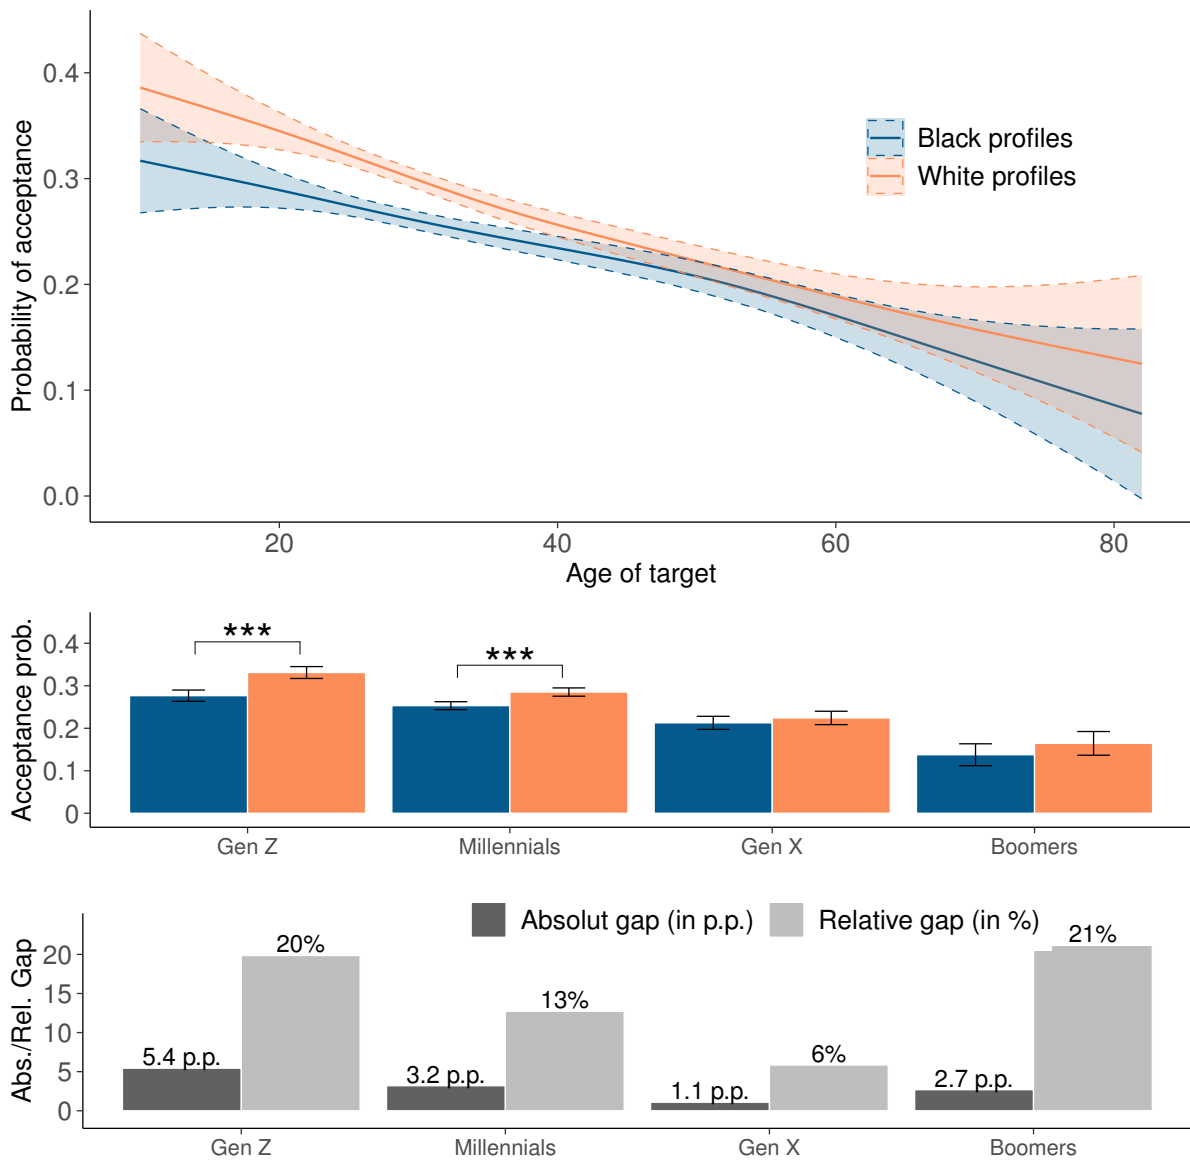 Probability of acceptance
0.4
0.3
0.2
0.1
0.0
Black profiles
White profiles
20 40 60 80
Age of target
Acceptance prob.
0.4
0.3
0.2
0.1
0
***
***
Gen Z Millennials Gen X Boomers
Absolut gap (in p.p.) Relative gap (in %)
Abs./Rel. Gap
20
15
10
5
0
5.4 p.p. 20% 3.2 p.p. 13% 1.1 p.p. 6% 2.7 p.p. 21%
Gen Z Millennials Gen X Boomers